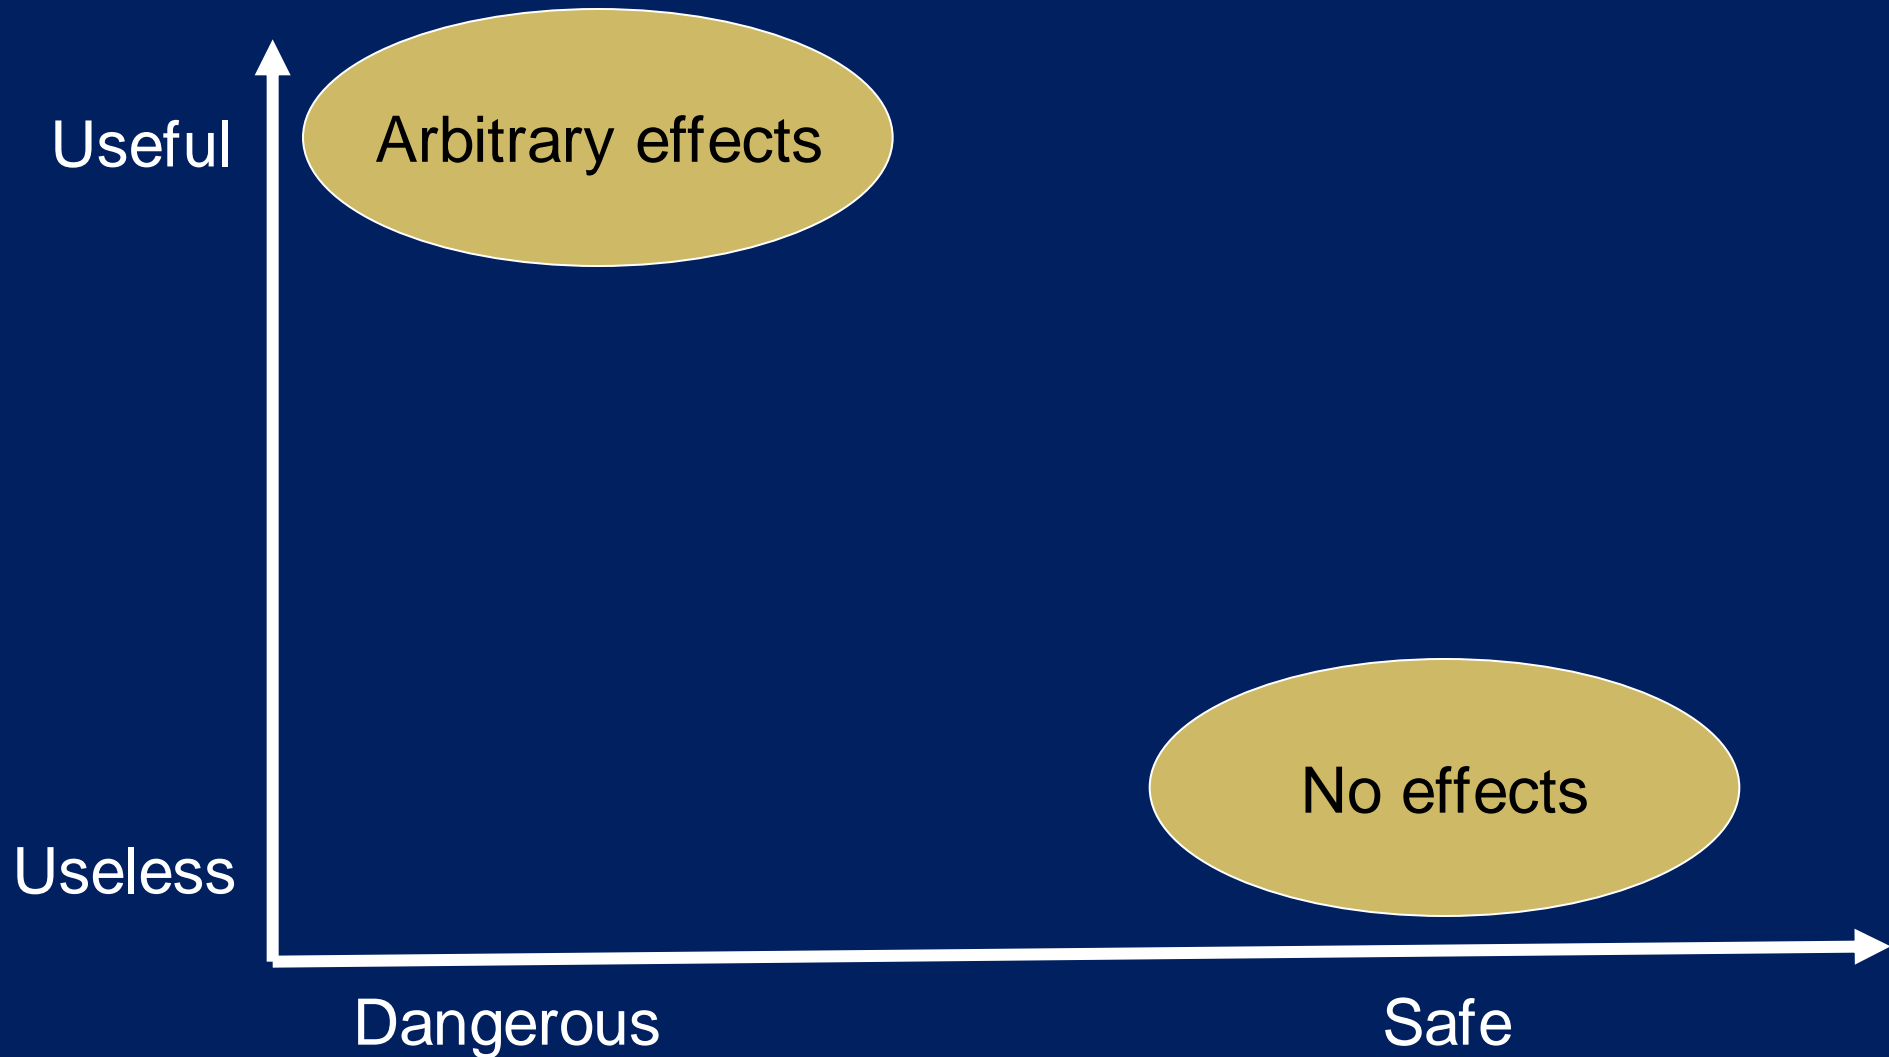 Useful
Arbitrary effects
No effects
Useless
Dangerous
Safe